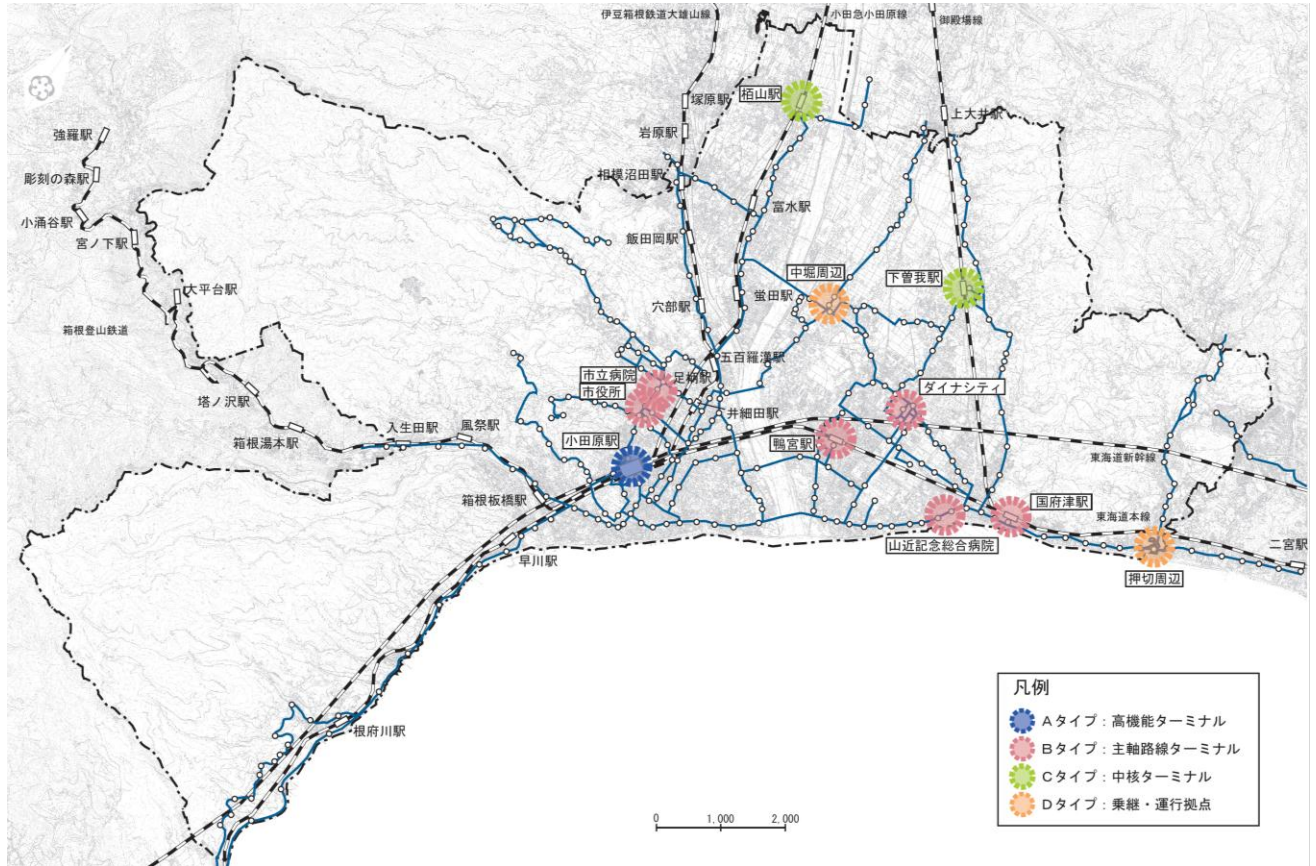 伊豆箱根鉄道大雄山線
小田急小田原線
御殿場線
栢山駅
塚原駅
上大井駅
強羅駅
岩原駅
彫刻の森駅
相模沼田駅
小涌谷駅
富水駅
宮ノ下駅
飯田岡駅
中堀周辺
下曽我駅
大平台駅
穴部駅
蛍田駅
箱根登山鉄道
五百羅漢駅
市立病院
足柄駅
市役所
ダイナシティ
塔ノ沢駅
井細田駅
入生田駅
風祭駅
小田原駅
鴨宮駅
箱根湯本駅
東海道新幹線
箱根板橋駅
国府津駅
東海道本線
山近記念総合病院
二宮駅
早川駅
押切周辺
根府川駅
凡例
Aタイプ：高機能ターミナル
Bタイプ：主軸路線ターミナル
Cタイプ：中核ターミナル
Dタイプ：乗継・運行拠点
0 1,000 2,000